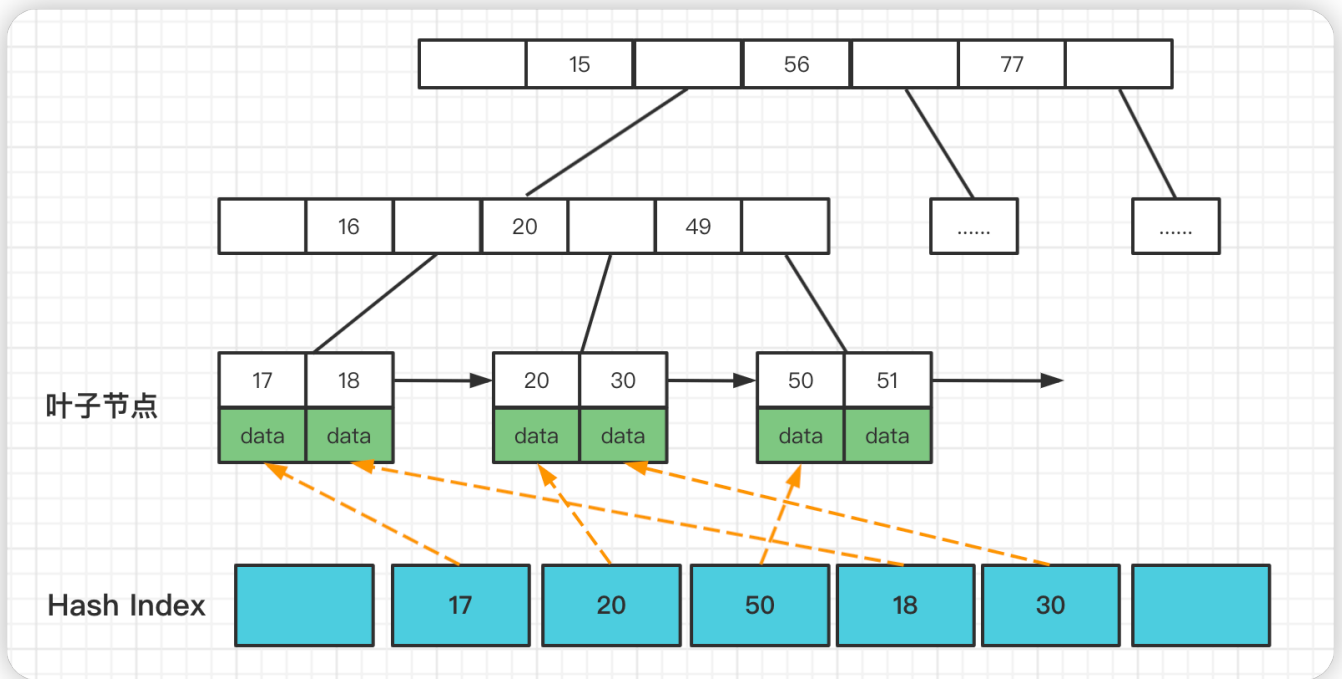 15 56 77
16 20 49 ...... ......
17 18 20 30 50 51
叶子节点
data data data data data data
Hash Index 17 20 50 18 30